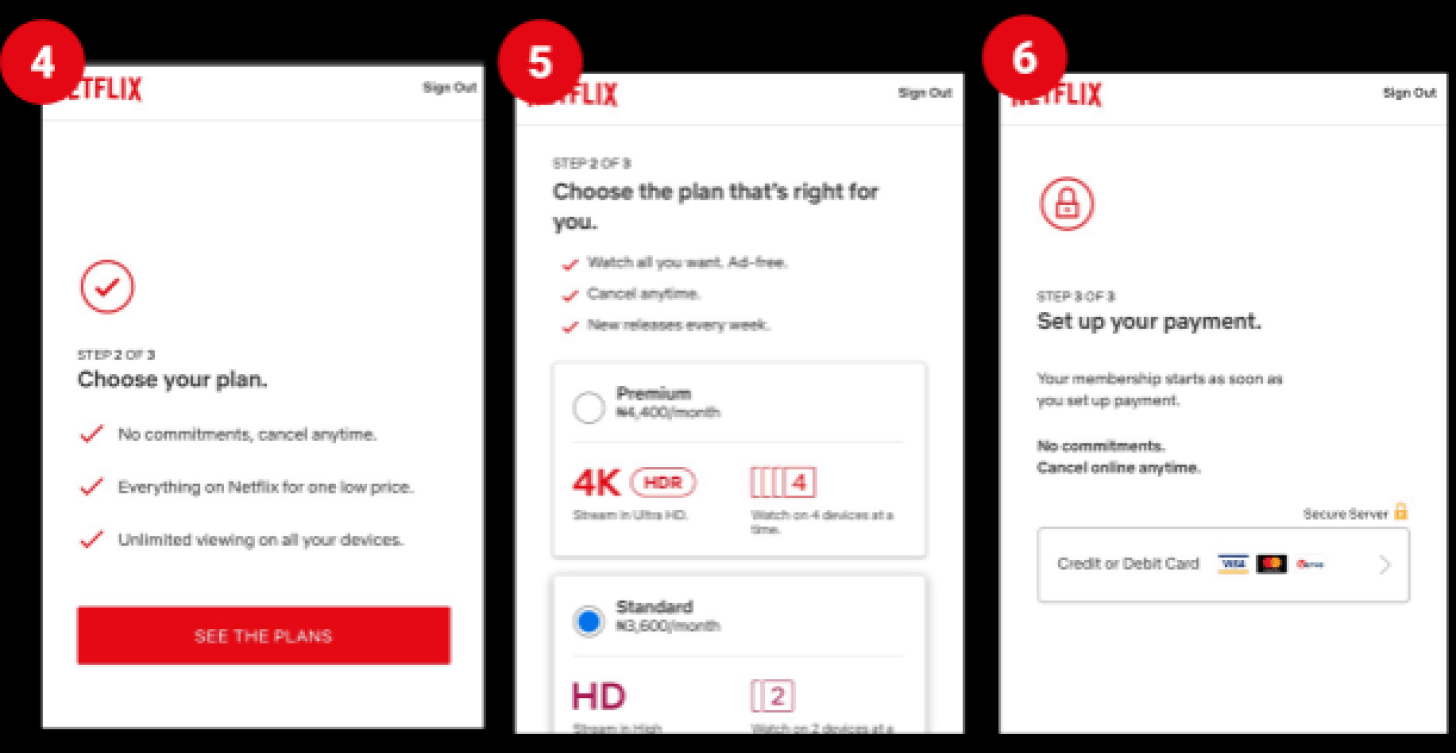 4
ETFLIX
Sign Out
STEP 2 OF 3
Choose your plan.
No commitments, cancel anytime.
Everything on Netflix for one low price.
Unlimited viewing on all your devices.
SEE THE PLANS
5
FLIX
Sign Out
STEP 2 OF 3
Choose the plan that's right for
you.
Watch all you want. Ad-free.
Cancel anytime.
New releases every week.
Premium
₦4,400/month
4K HDR
4
Stream in Ultra HD.
Watch on 4 devices at a
time.
Standard
₦3,600/month
HD
2
Stream in High
Watch on 2 devices at a
6
NETFLIX
Sign Out
STEP 3 OF 3
Set up your payment.
Your membership starts as soon as
you set up payment.
No commitments.
Cancel online anytime.
Secure Server
Credit or Debit Card VISA